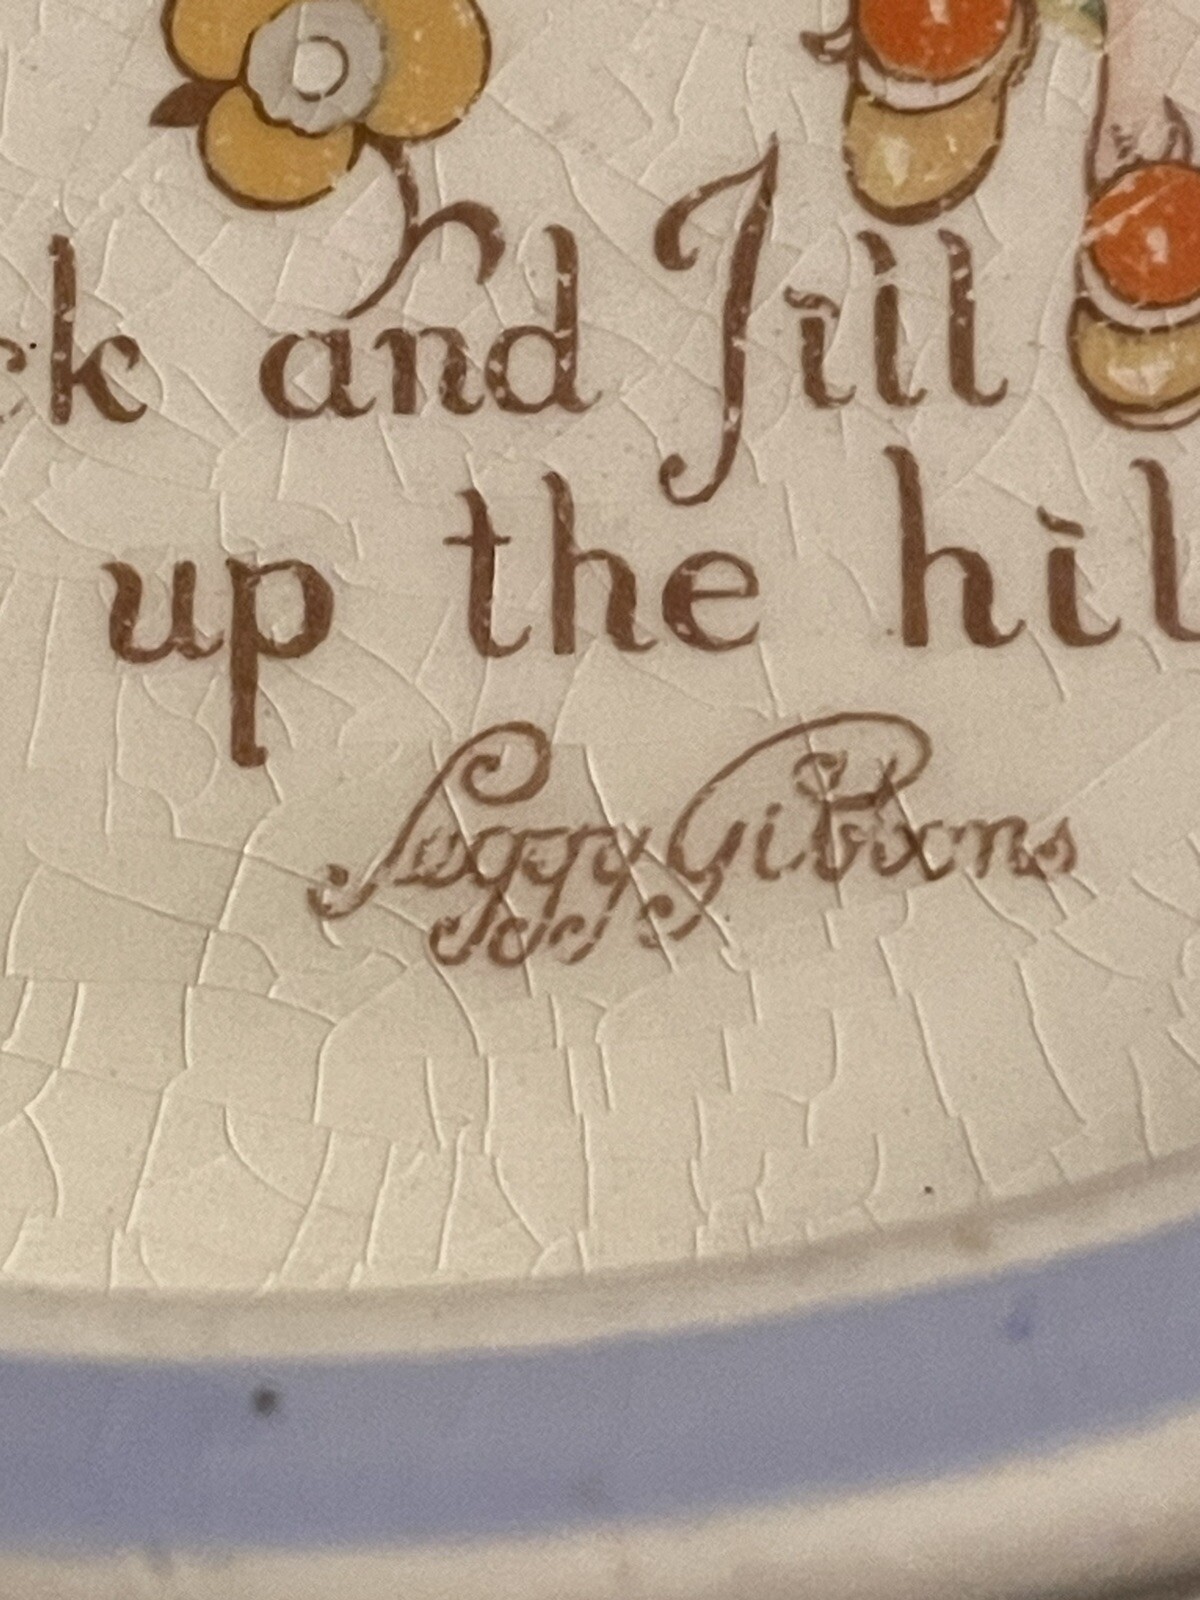 ck and Jill
up the hil
Peggy Gibbons